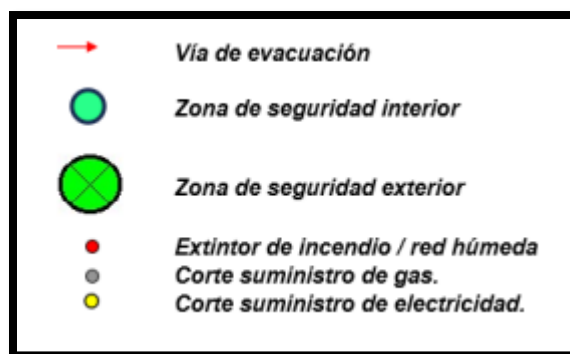 Vía de evacuación
Zona de seguridad interior
Zona de seguridad exterior
Extintor de incendio / red húmeda
Corte suministro de gas.
Corte suministro de electricidad.